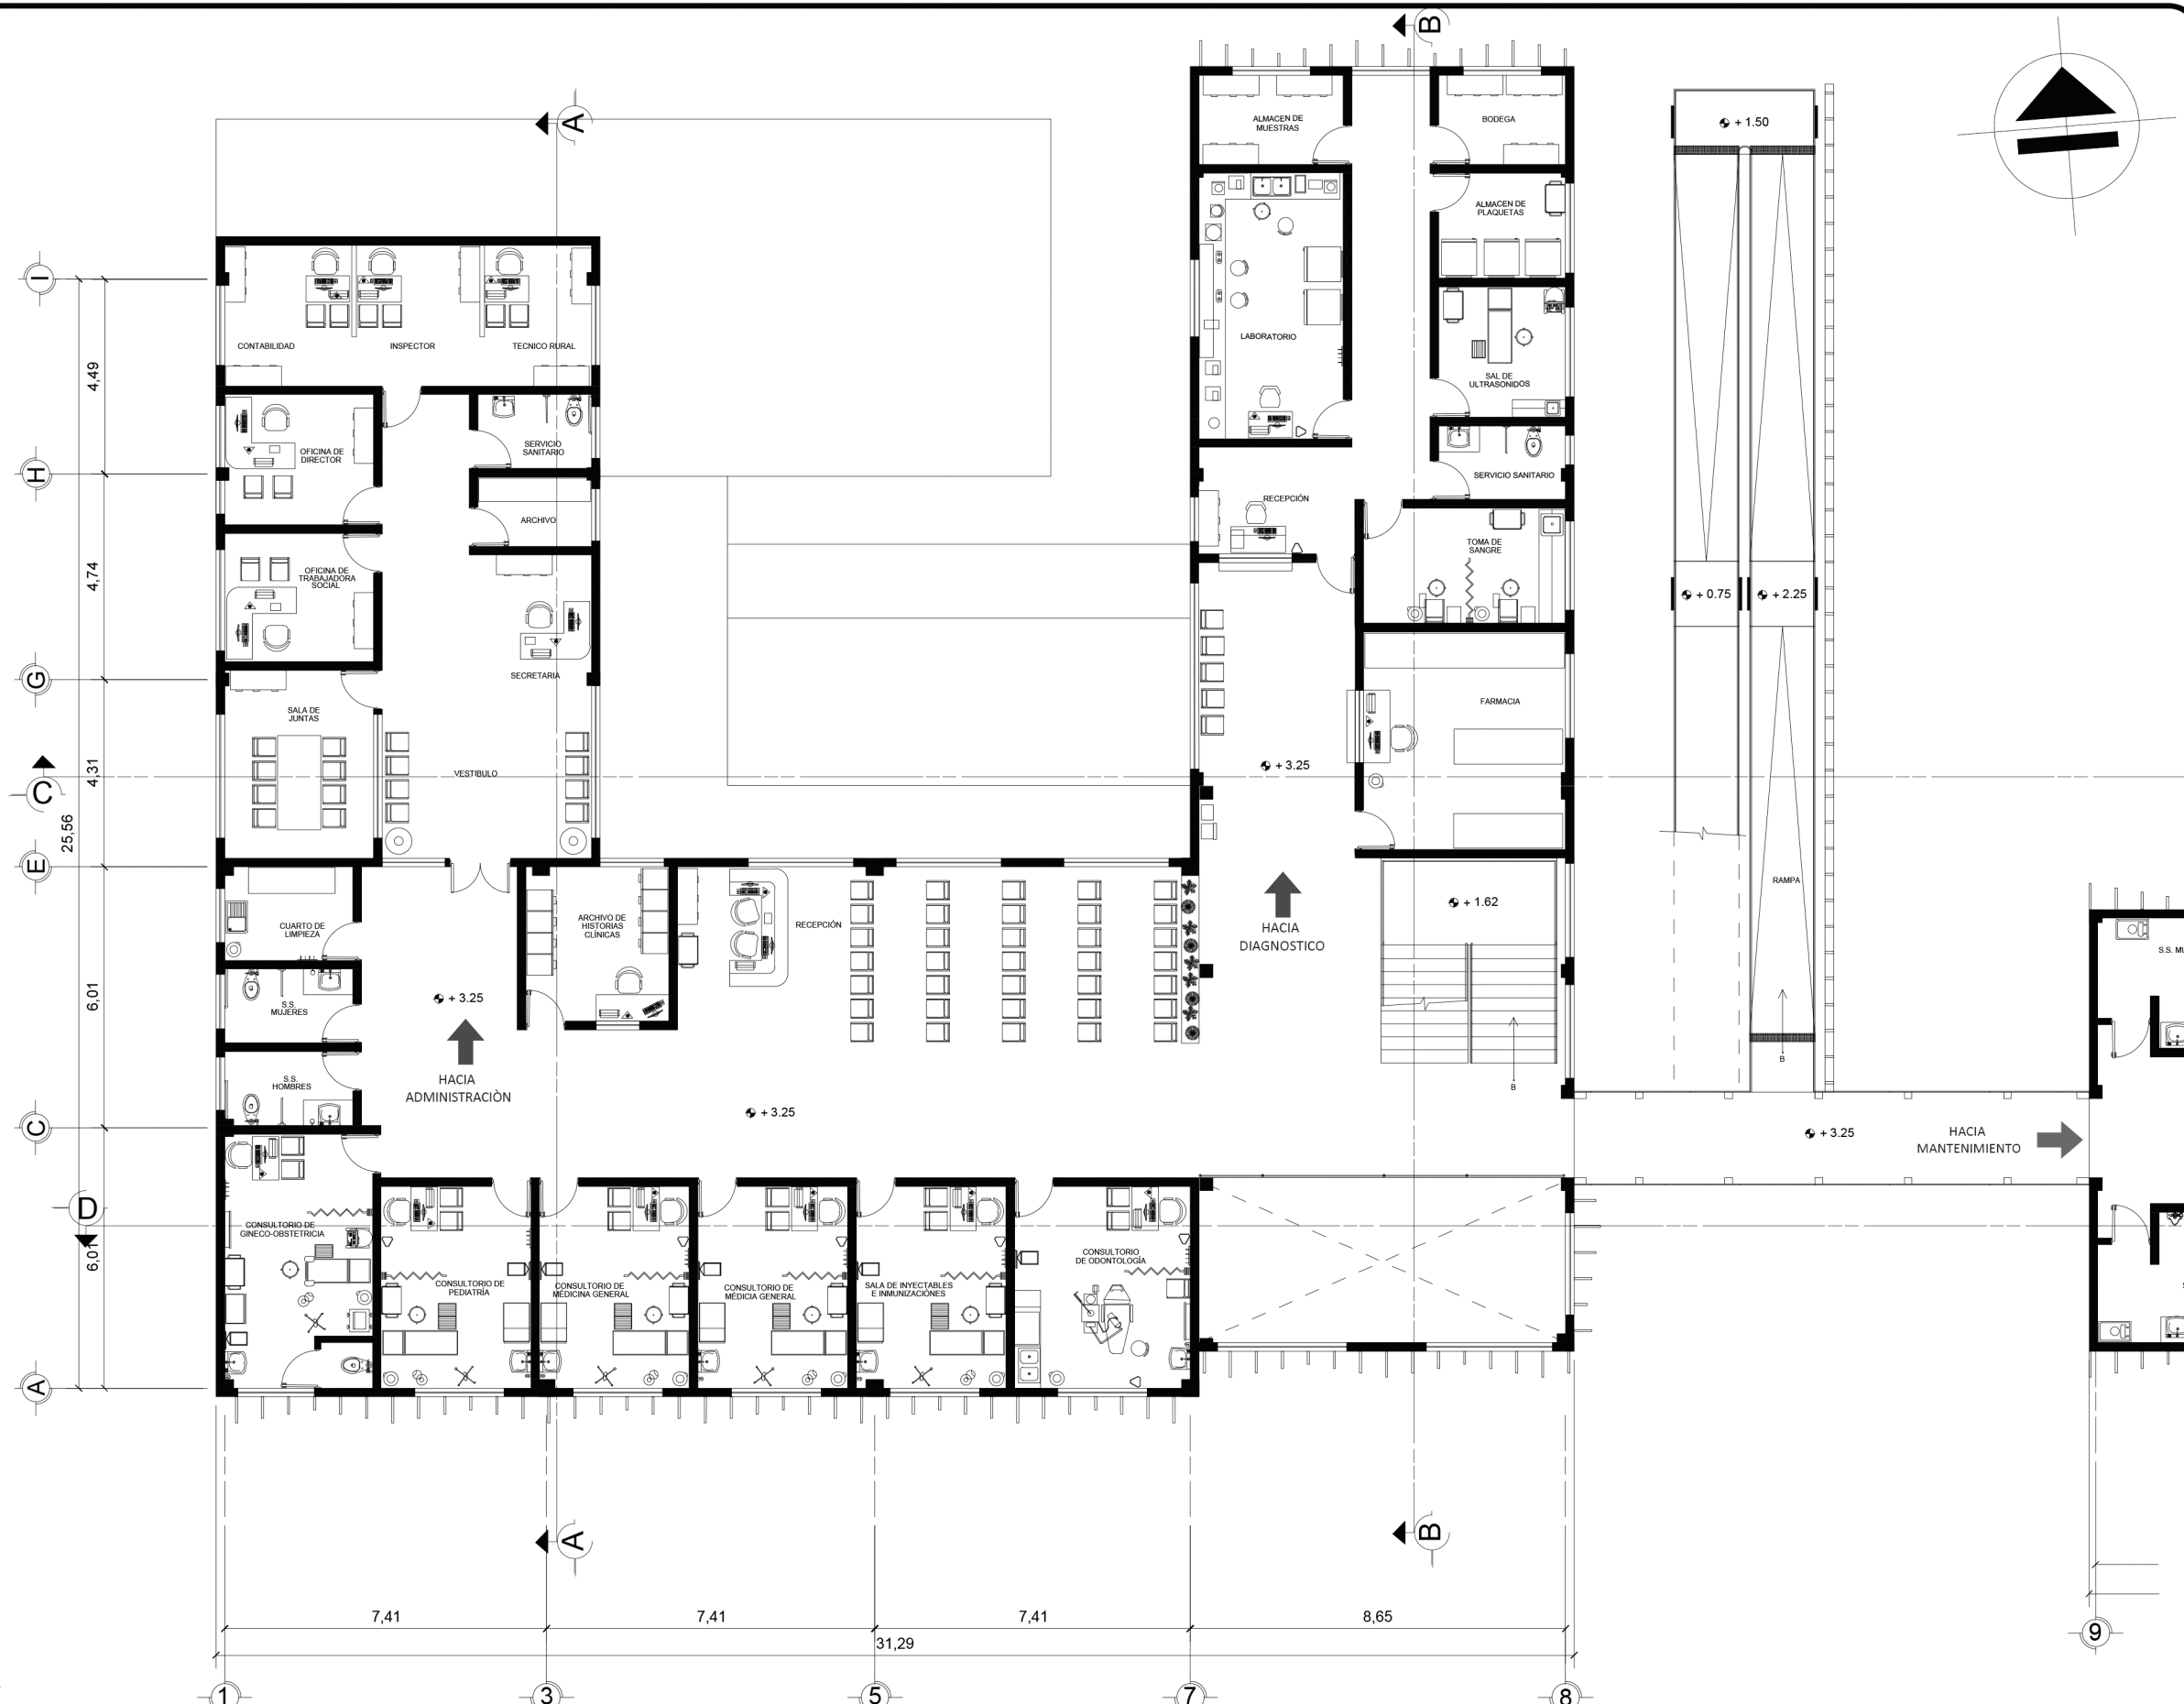 B
A
+ 1.50
ALMACEN DE
MUESTRAS
BODEGA
ALMACEN DE
PLAQUETAS
I
CONTABILIDAD
INSPECTOR
TECNICO RURAL
LABORATORIO
SAL DE
ULTRASONIDOS
4,49
OFICINA DE
DIRECTOR
SERVICIO
SANITARIO
H
SERVICIO SANITARIO
RECEPCIÓN
ARCHIVO
TOMA DE
SANGRE
4,74
OFICINA DE
TRABAJADORA
SOCIAL
+ 0.75
+ 2.25
G
SECRETARIA
SALA DE
JUNTAS
FARMACIA
VESTIBULO
+ 3.25
4,31
C
25,56
E
RAMPA
CUARTO DE
LIMPIEZA
ARCHIVO DE
HISTORIAS
CLÍNICAS
RECEPCIÓN
HACIA
DIAGNOSTICO
+ 1.62
S.S.
MUJERES
+ 3.25
6,01
S.S. MU
HACIA
ADMINISTRACIÒN
S.S.
HOMBRES
B
B
C
+ 3.25
+ 3.25
HACIA
MANTENIMIENTO
D
6,01
CONSULTORIO DE
GINECO-OBSTETRICIA
CONSULTORIO DE
PEDIATRÍA
CONSULTORIO DE
MÉDICINA GENERAL
CONSULTORIO DE
MÉDICIA GENERAL
SALA DE INYECTABLES
E INMUNIZACIÓNES
CONSULTORIO
DE ODONTOLOGÍA
A
A
B
7,41
7,41
7,41
8,65
31,29
1
3
5
7
8
9